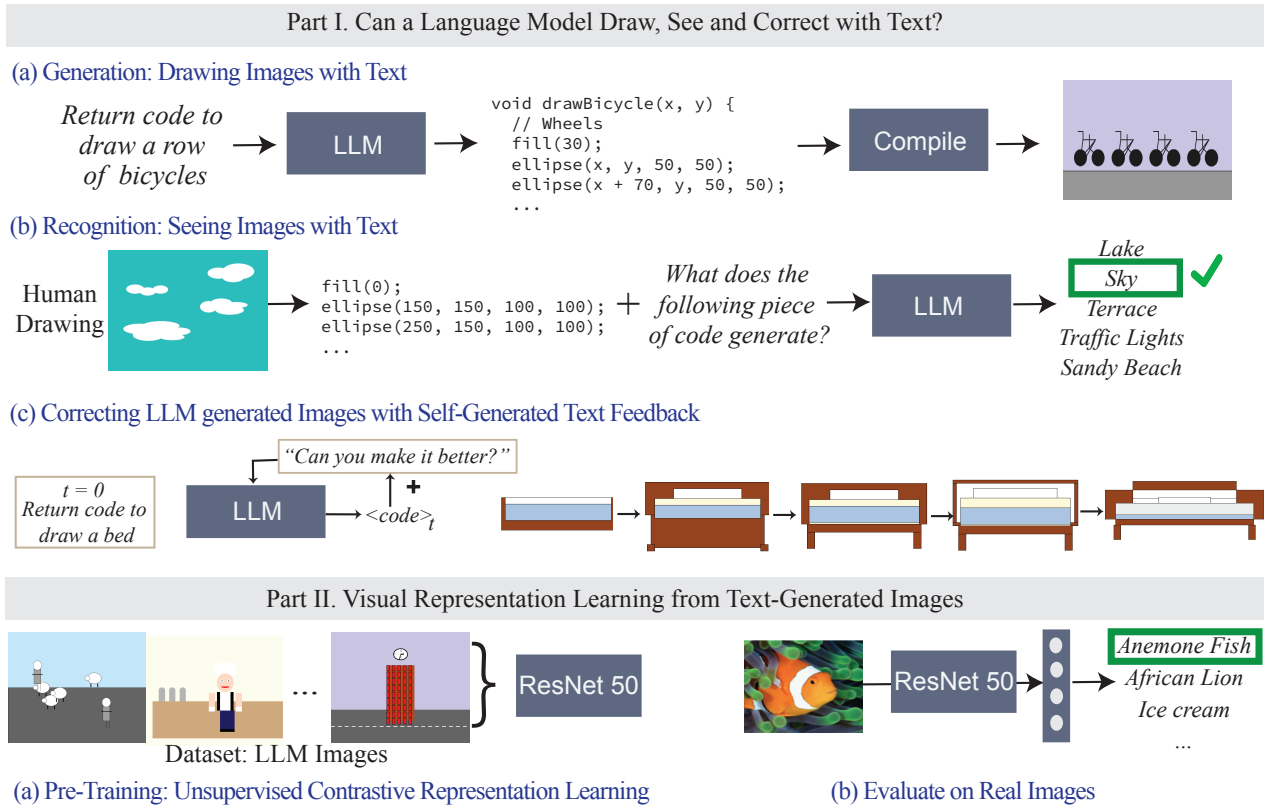 Part I. Can a Language Model Draw, See and Correct with Text?
(a) Generation: Drawing Images with Text
Return code to
draw a row
of bicycles
LLM
void drawBicycle(x, y) {
// Wheels
fill(30);
ellipse(x, y, 50, 50);
ellipse(x + 70, y, 50, 50);
...
Compile
(b) Recognition: Seeing Images with Text
Human
Drawing
fill(0);
ellipse(150, 150, 100, 100);
ellipse(250, 150, 100, 100);
...
+
What does the
following piece
of code generate?
LLM
Lake
Sky
Terrace
Traffic Lights
Sandy Beach
(c) Correcting LLM generated Images with Self-Generated Text Feedback
t = 0
Return code to
draw a bed
“Can you make it better?”
LLM
+
<code>t
Part II. Visual Representation Learning from Text-Generated Images
...
ResNet 50
Dataset: LLM Images
ResNet 50
Anemone Fish
African Lion
Ice cream
...
(a) Pre-Training: Unsupervised Contrastive Representation Learning
(b) Evaluate on Real Images